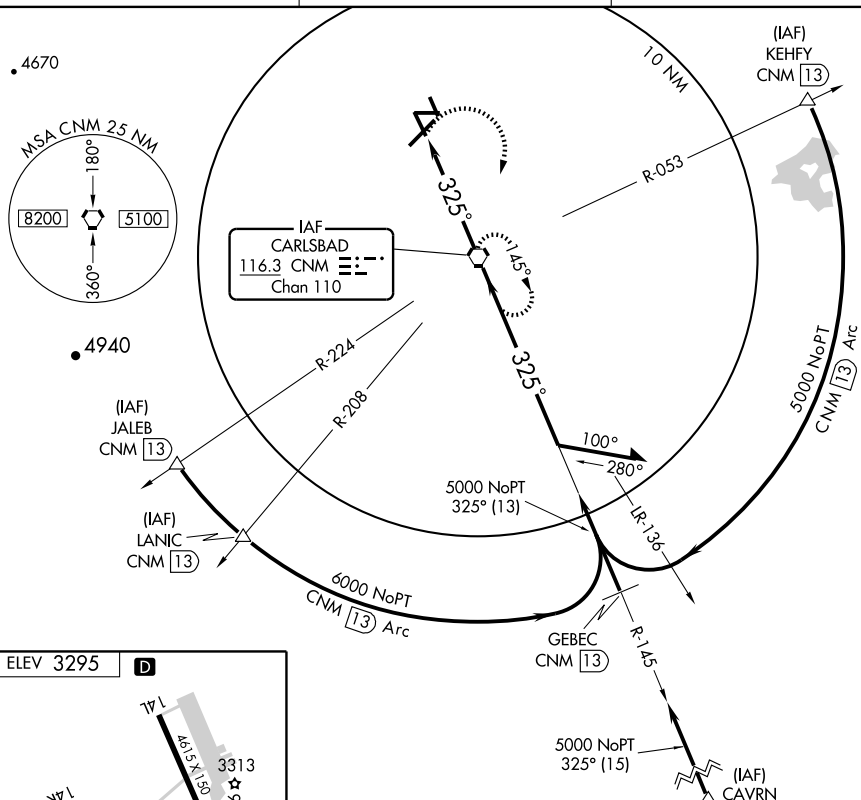 4670
MSA CNM 25 NM
180°
8200
5100
360°
4940
10 NM
(IAF)
KEHFY
CNM 13
R-053
325°
IAF
CARLSBAD
116.3 CNM
Chan 110
145°
325°
R-224
R-208
5000 NoPT
CNM 13 Arc
(IAF)
JALEB
CNM 13
100°
280°
5000 NoPT
325° (13)
LR-136
(IAF)
LANIC
CNM 13
6000 NoPT
CNM 13 Arc
GEBEC
CNM 13
R-145
5000 NoPT
325° (15)
(IAF)
CAVRN
ELEV 3295
D
14L
4615 X 150
3313